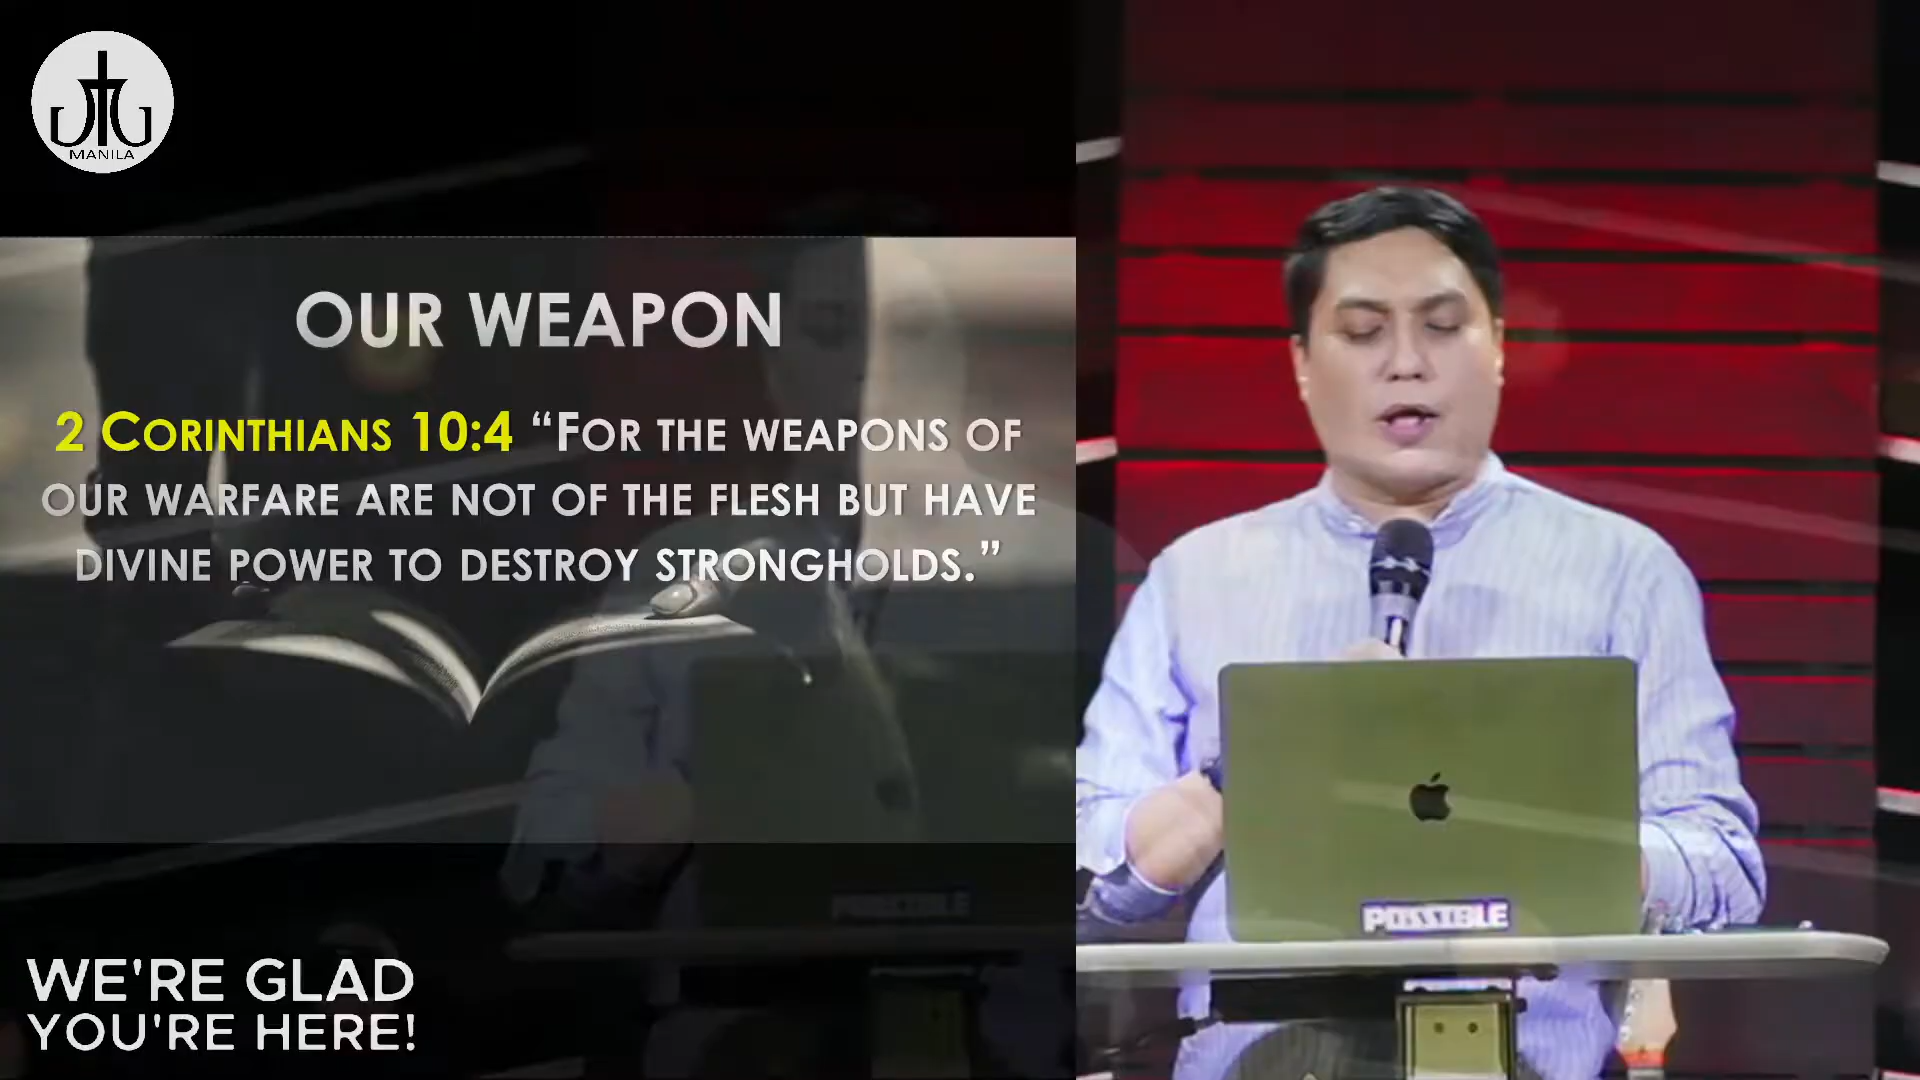 JTG
MANILA
OUR WEAPON
2 CORINTHIANS 10:4 “FOR THE WEAPONS OF
OUR WARFARE ARE NOT OF THE FLESH BUT HAVE
DIVINE POWER TO DESTROY STRONGHOLDS.”
POSSIBLE
WE'RE GLAD
YOU'RE HERE!